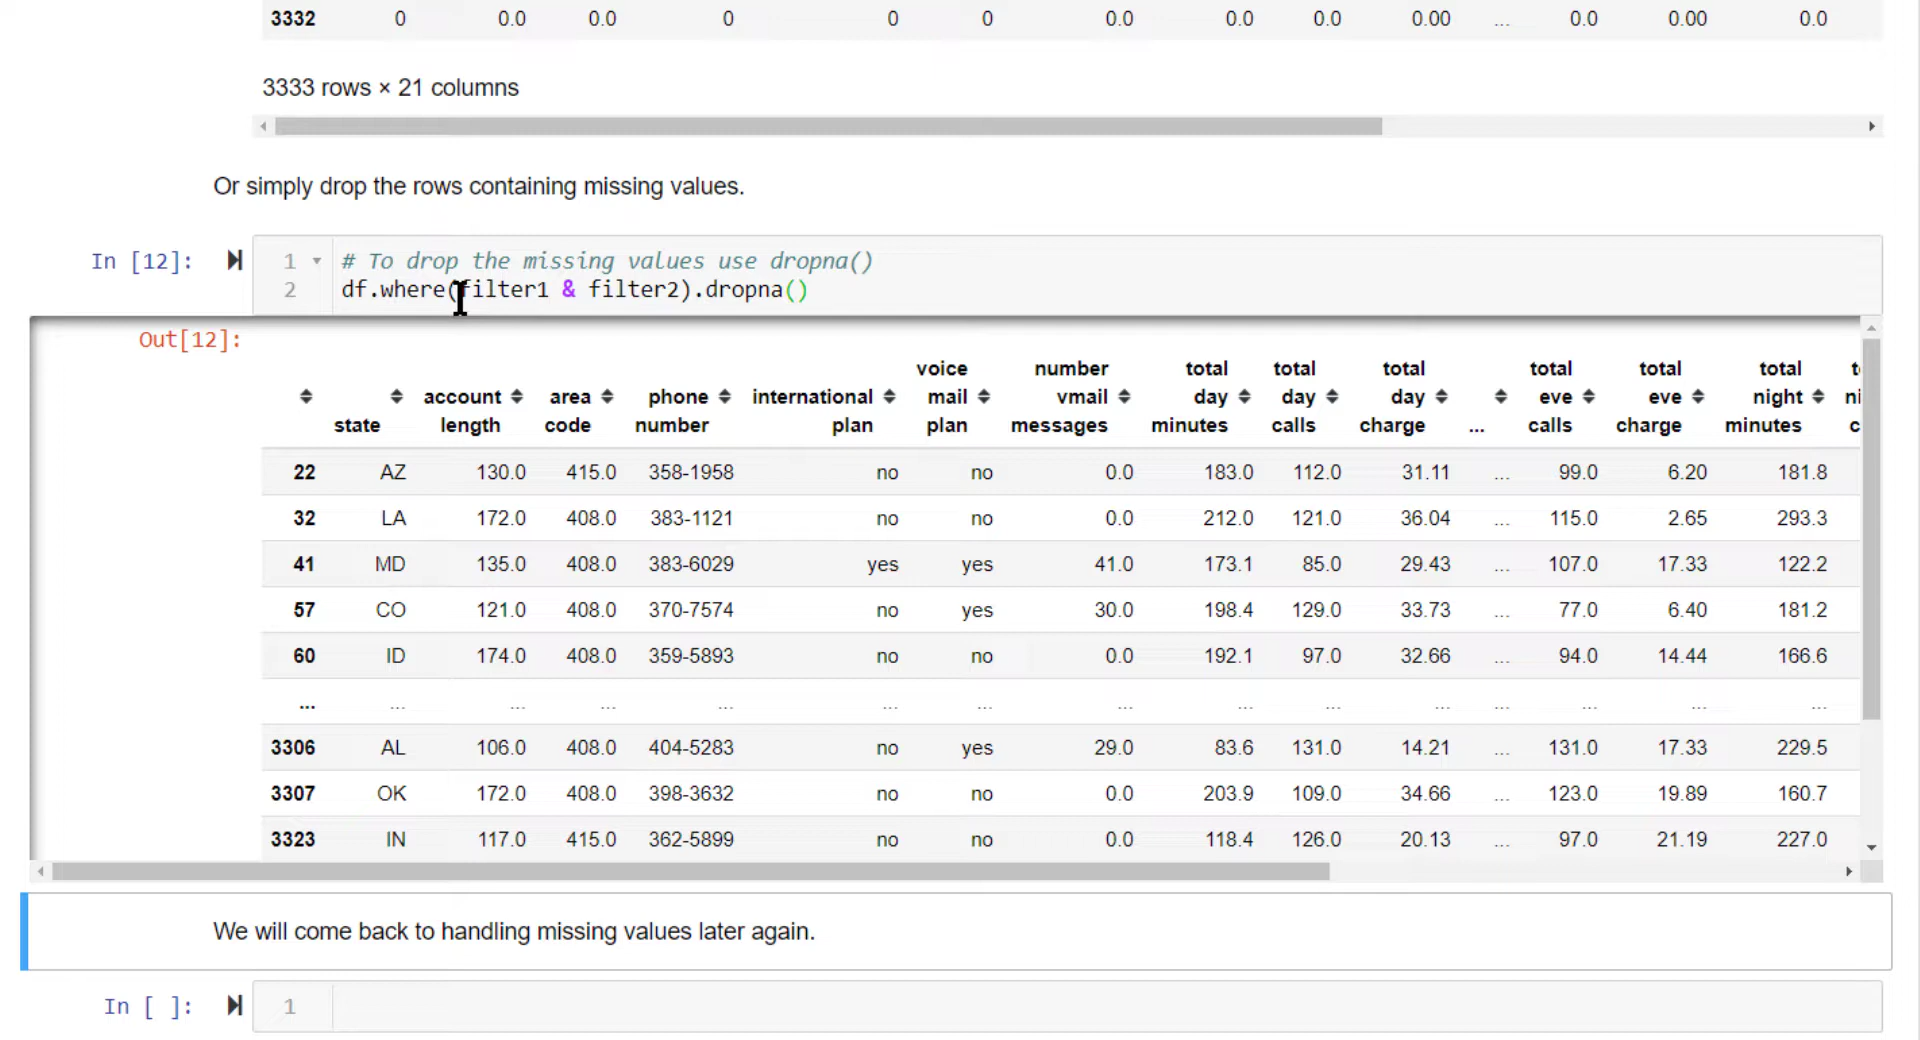 3332 0 0.0 0.0 0 0 0 0.0 0.0 0.0 0.00 ... 0.0 0.00 0.0
3333 rows × 21 columns
Or simply drop the rows containing missing values.
In [12]: 1 # To drop the missing values use dropna()
2 df.where(filter1 & filter2).dropna()
Out[12]:
state account length area code phone number international plan voice mail plan number vmail messages total day minutes total day calls total day charge ... total eve calls total eve charge total night minutes
22 AZ 130.0 415.0 358-1958 no no 0.0 183.0 112.0 31.11 ... 99.0 6.20 181.8
32 LA 172.0 408.0 383-1121 no no 0.0 212.0 121.0 36.04 ... 115.0 2.65 293.3
41 MD 135.0 408.0 383-6029 yes yes 41.0 173.1 85.0 29.43 ... 107.0 17.33 122.2
57 CO 121.0 408.0 370-7574 no yes 30.0 198.4 129.0 33.73 ... 77.0 6.40 181.2
60 ID 174.0 408.0 359-5893 no no 0.0 192.1 97.0 32.66 ... 94.0 14.44 166.6
... ... ... ... ... ... ... ... ... ... ... ... ... ... ...
3306 AL 106.0 408.0 404-5283 no yes 29.0 83.6 131.0 14.21 ... 131.0 17.33 229.5
3307 OK 172.0 408.0 398-3632 no no 0.0 203.9 109.0 34.66 ... 123.0 19.89 160.7
3323 IN 117.0 415.0 362-5899 no no 0.0 118.4 126.0 20.13 ... 97.0 21.19 227.0
We will come back to handling missing values later again.
In [ ]: 1